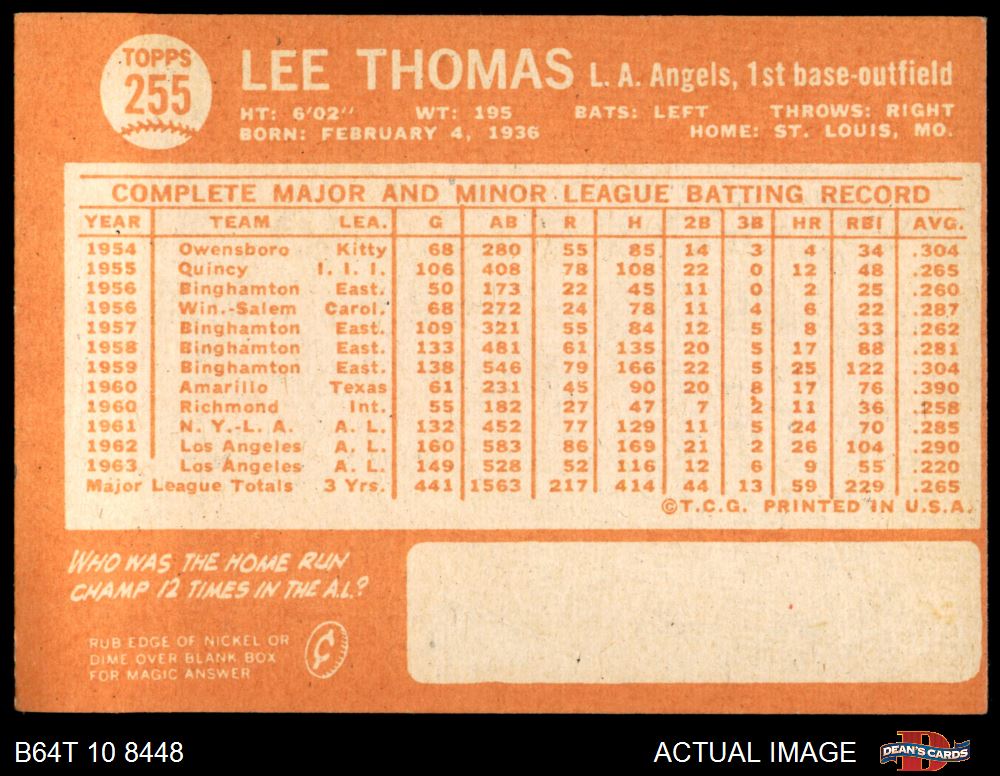 TOPPS
255
LEE THOMAS L. A. Angels, 1st base-outfield
HT: 6'02" WT: 195 BATS: LEFT THROWS: RIGHT
BORN: FEBRUARY 4, 1936 HOME: ST. LOUIS, MO.
COMPLETE MAJOR AND MINOR LEAGUE BATTING RECORD
YEAR TEAM LEA. G AB R H 2B 3B HR RBI AVG.
1954 Owensboro Kitty 68 280 55 85 14 3 4 34 .304
1955 Quincy I. I. I. 106 408 78 108 22 0 12 48 .265
1956 Binghamton East. 50 173 22 45 11 0 2 25 .260
1956 Win.-Salem Carol. 68 272 24 78 11 4 6 22 .287
1957 Binghamton East. 109 321 55 84 12 5 8 33 .262
1958 Binghamton East. 133 481 61 135 20 5 17 88 .281
1959 Binghamton East. 138 546 79 166 22 5 25 122 .304
1960 Amarillo Texas 61 231 45 90 20 8 17 76 .390
1960 Richmond Int. 55 182 27 47 7 2 11 36 .258
1961 N. Y.-L. A. A. L. 132 452 77 129 11 5 24 70 .285
1962 Los Angeles A. L. 160 583 86 169 21 2 26 104 .290
1963 Los Angeles A. L. 149 528 52 116 12 6 9 55 .220
Major League Totals 3 Yrs. 441 1563 217 414 44 13 59 229 .265
©T.C.G. PRINTED IN U.S.A.
WHO WAS THE HOME RUN
CHAMP 12 TIMES IN THE A.L.?
RUB EDGE OF NICKEL OR
DIME OVER BLANK BOX
FOR MAGIC ANSWER
¢
B64T 10 8448 ACTUAL IMAGE DEAN'S CARDS